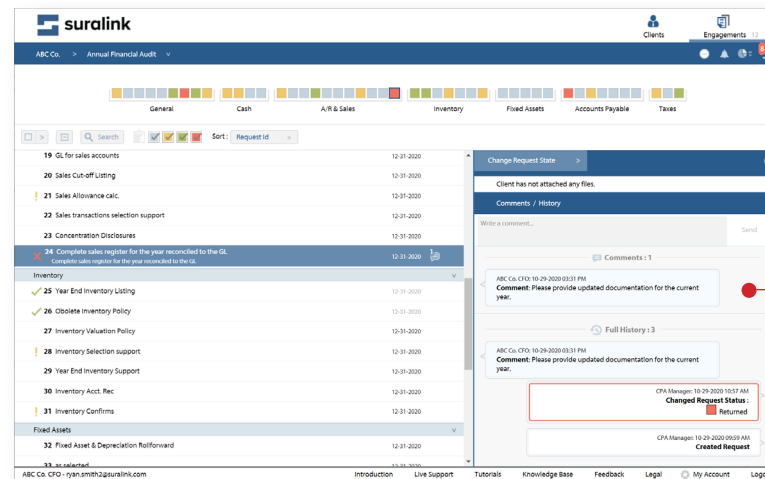 suralink
Clients
Engagements 12
ABC Co. > Annual Financial Audit v
8
General Cash A/R & Sales Inventory Fixed Assets Accounts Payable Taxes
Search Sort : Request Id
19 GL for sales accounts 12-31-2020
20 Sales Cut-off Listing 12-31-2020
21 Sales Allowance calc. 12-31-2020
22 Sales transactions selection support 12-31-2020
23 Concentration Disclosures 12-31-2020
24 Complete sales register for the year reconciled to the GL 12-31-2020 1
Complete sales register for the year reconciled to the GL
Inventory
25 Year End Inventory Listing 12-31-2020
26 Obolete Inventory Policy 12-31-2020
27 Inventory Valuation Policy 12-31-2020
28 Inventory Selection support 12-31-2020
29 Year End Inventory Support 12-31-2020
30 Inventory Acct. Rec 12-31-2020
31 Inventory Confirms 12-31-2020
Fixed Assets
32 Fixed Asset & Depreciation Rollforward 12-31-2020
33 as selected 12-31-2020
Change Request State >
Client has not attached any files.
Comments / History
Write a comment...
Send
Comments : 1
ABC Co. CFO: 10-29-2020 03:31 PM
Comment: Please provide updated documentation for the current
year.
Full History : 3
ABC Co. CFO: 10-29-2020 03:31 PM
Comment: Please provide updated documentation for the current
year.
CPA Manager: 10-29-2020 10:57 AM
Changed Request Status :
Returned
CPA Manager: 10-29-2020 09:59 AM
Created Request
ABC Co. CFO - ryan.smith2@suralink.com Introduction Live Support Tutorials Knowledge Base Feedback Legal My Account Logo